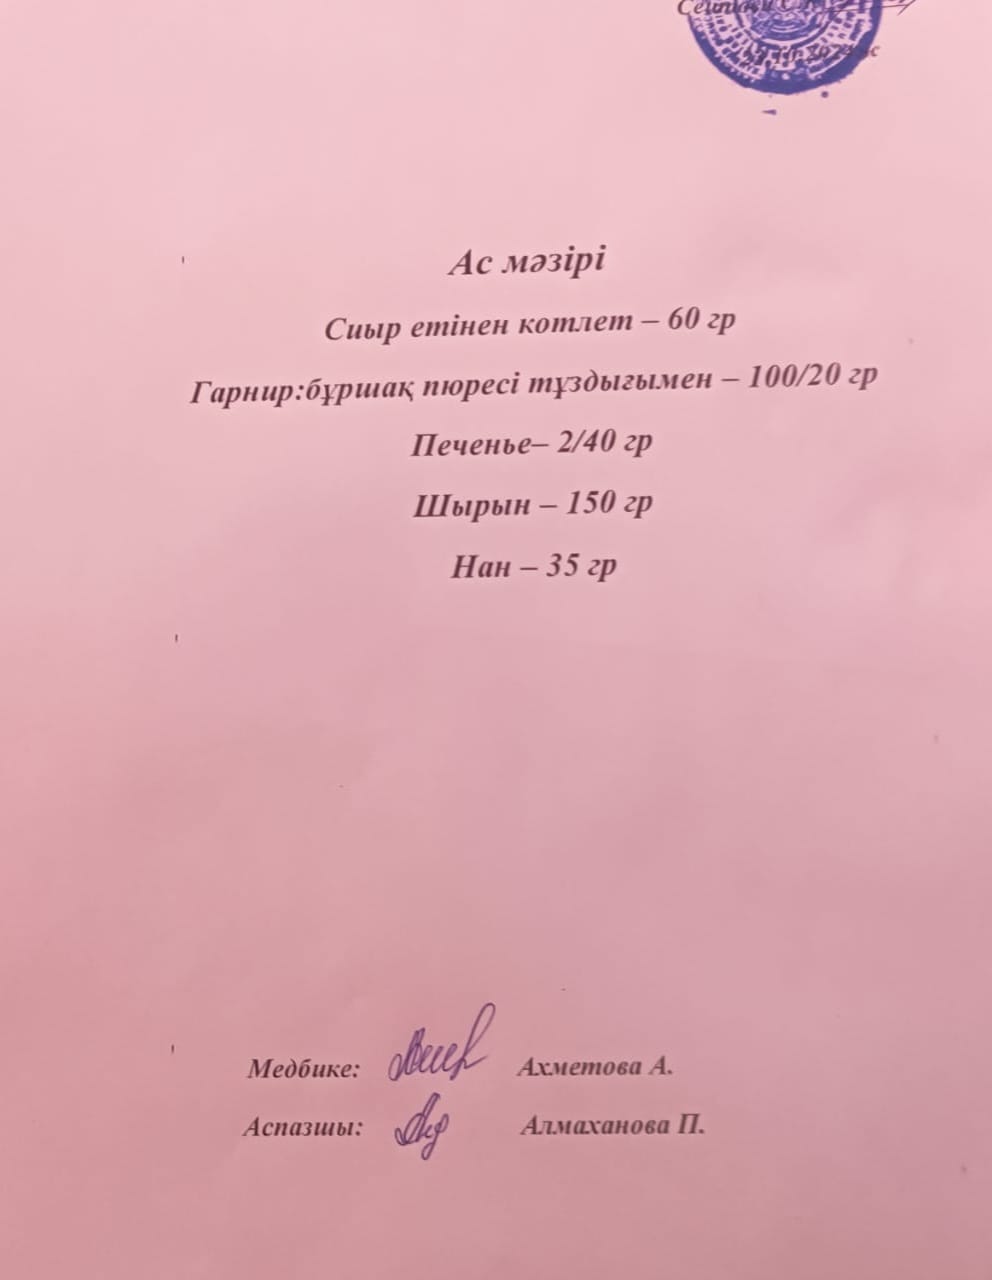 Ас мәзірі
Сиыр етінен котлет – 60 гр
Гарнир:бұршақ пюресі тұздығымен – 100/20 гр
Печенье– 2/40 гр
Шырын – 150 гр
Нан – 35 гр
Медбике: Ахметова А.
Аспазшы: Алмаханова П.